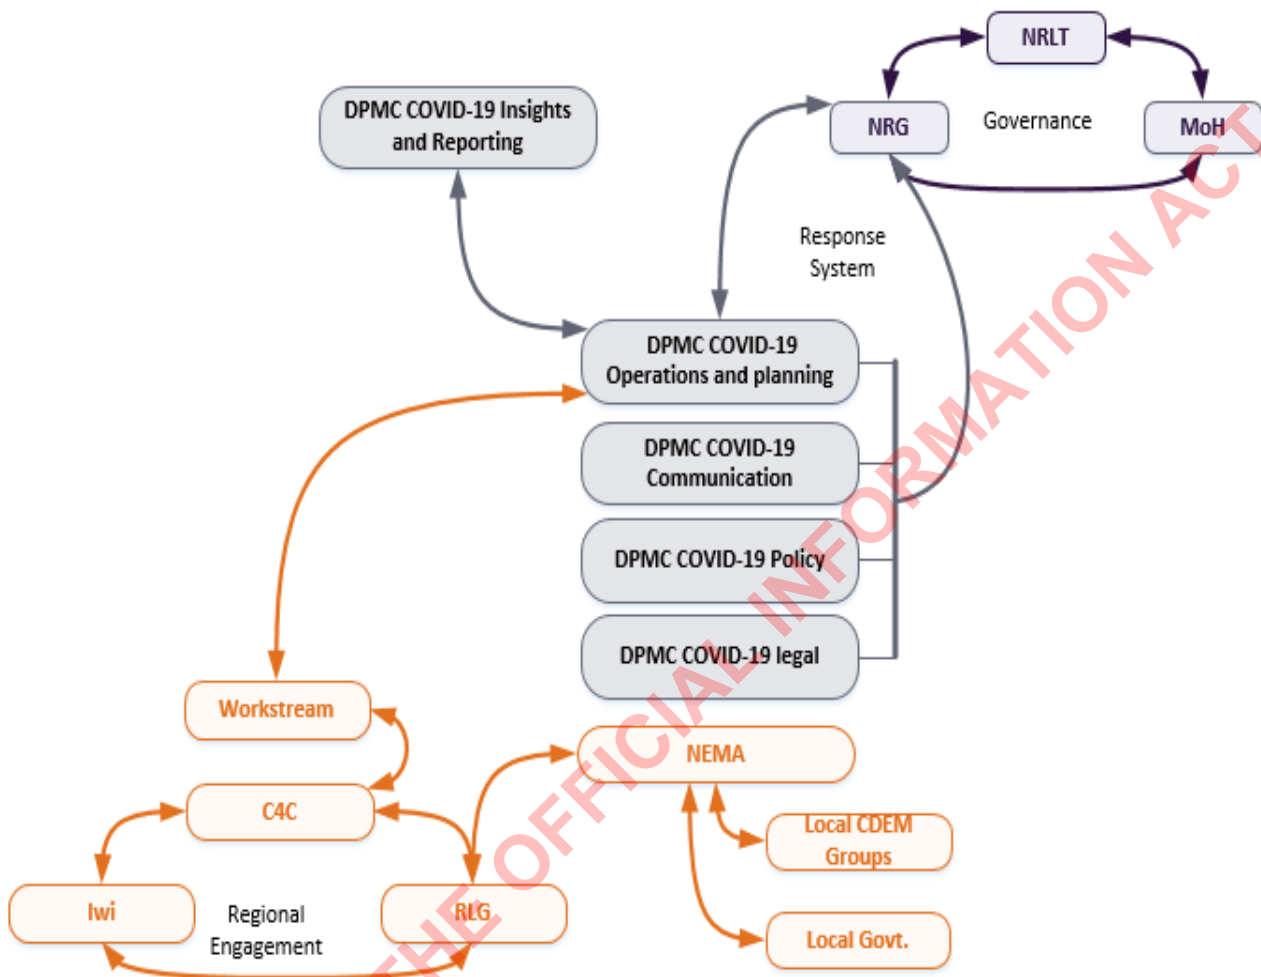 NRLT
DPMC COVID-19 Insights
and Reporting
NRG
Governance
MoH
Response
System
DPMC COVID-19
Operations and planning
DPMC COVID-19
Communication
DPMC COVID-19 Policy
DPMC COVID-19 legal
Workstream
NEMA
C4C
Local CDEM
Groups
Iwi
Regional
Engagement
RLG
Local Govt.
THE OFFICIAL INFORMATION ACT